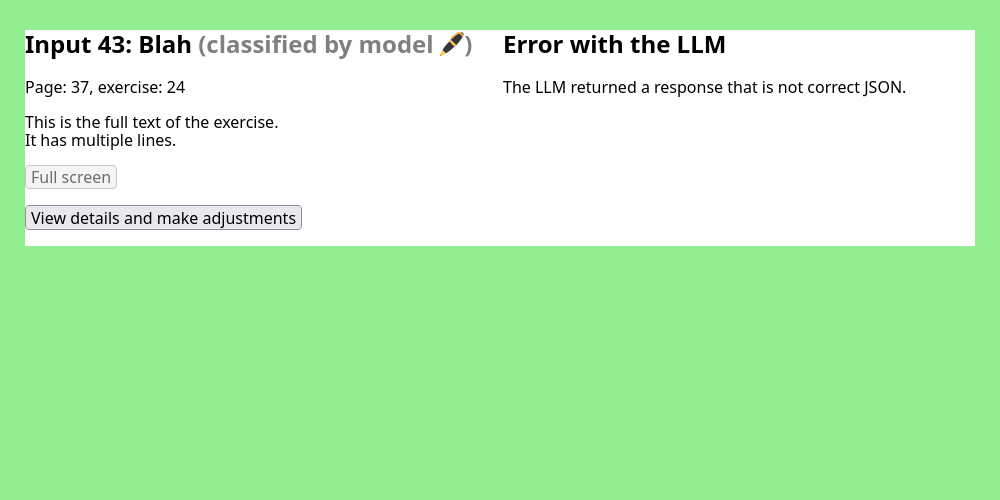 Input 43: Blah (classified by model 🖋)
Page: 37, exercise: 24
This is the full text of the exercise.
It has multiple lines.
Full screen
View details and make adjustments
Error with the LLM
The LLM returned a response that is not correct JSON.